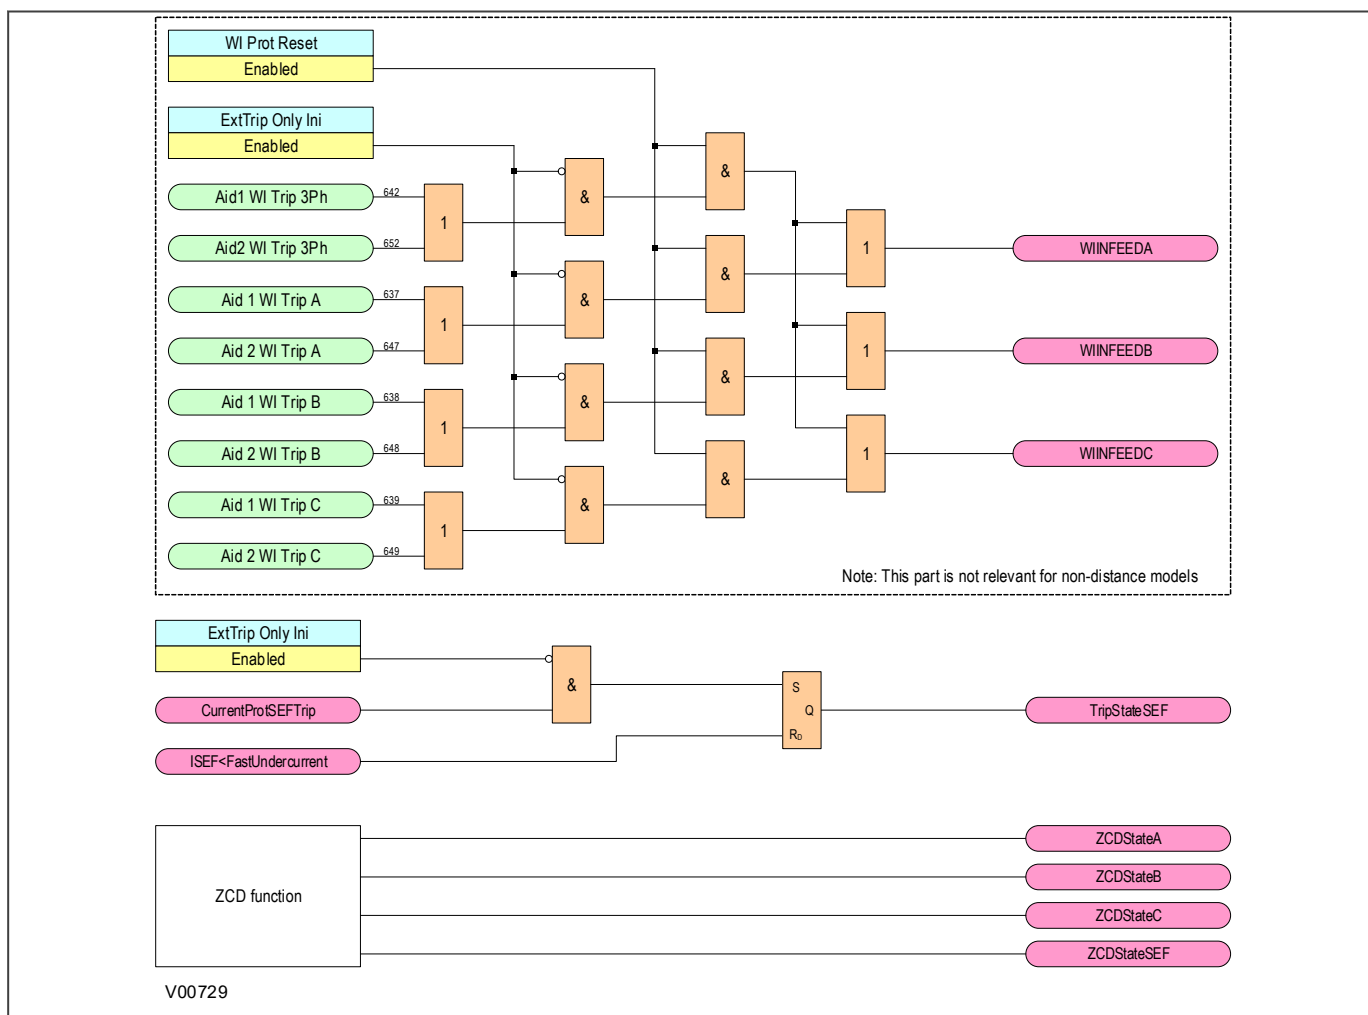 WI Prot Reset
Enabled
ExtTrip Only Ini
Enabled
Aid1 WI Trip 3Ph
642
Aid2 WI Trip 3Ph
652
Aid 1 WI Trip A
637
Aid 2 WI Trip A
647
Aid 1 WI Trip B
638
Aid 2 WI Trip B
648
Aid 1 WI Trip C
639
Aid 2 WI Trip C
649
1
1
1
1
&
&
&
&
&
&
&
&
1
1
1
WIINFEEDA
WIINFEEDB
WIINFEEDC
Note: This part is not relevant for non-distance models
ExtTrip Only Ini
Enabled
CurrentProtSEFTrip
ISEF<FastUndercurrent
&
S
Q
RD
TripStateSEF
ZCD function
ZCDStateA
ZCDStateB
ZCDStateC
ZCDStateSEF
V00729